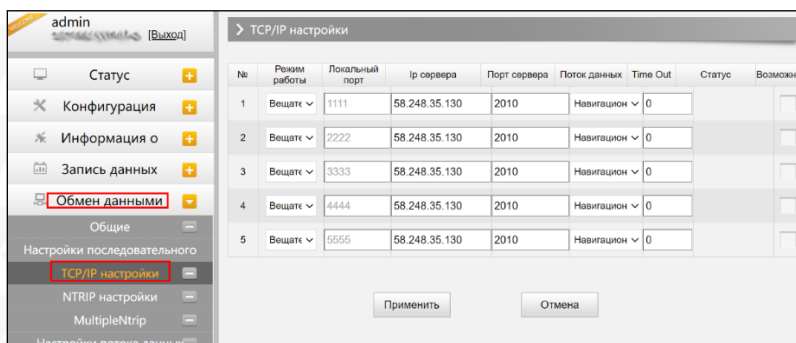 WELCOME
admin
[Выход]
Статус
Конфигурация
Информация о
Запись данных
Обмен данными
Общие
Настройки последовательного
TCP/IP настройки
NTRIP настройки
MultipleNtrip
Настройки потока данных
TCP/IP настройки
№ Режим работы Локальный порт Ip сервера Порт сервера Поток данных Time Out Статус Возможн
1 Вещате 1111 58.248.35.130 2010 Навигацион 0
2 Вещате 2222 58.248.35.130 2010 Навигацион 0
3 Вещате 3333 58.248.35.130 2010 Навигацион 0
4 Вещате 4444 58.248.35.130 2010 Навигацион 0
5 Вещате 5555 58.248.35.130 2010 Навигацион 0
Применить Отмена